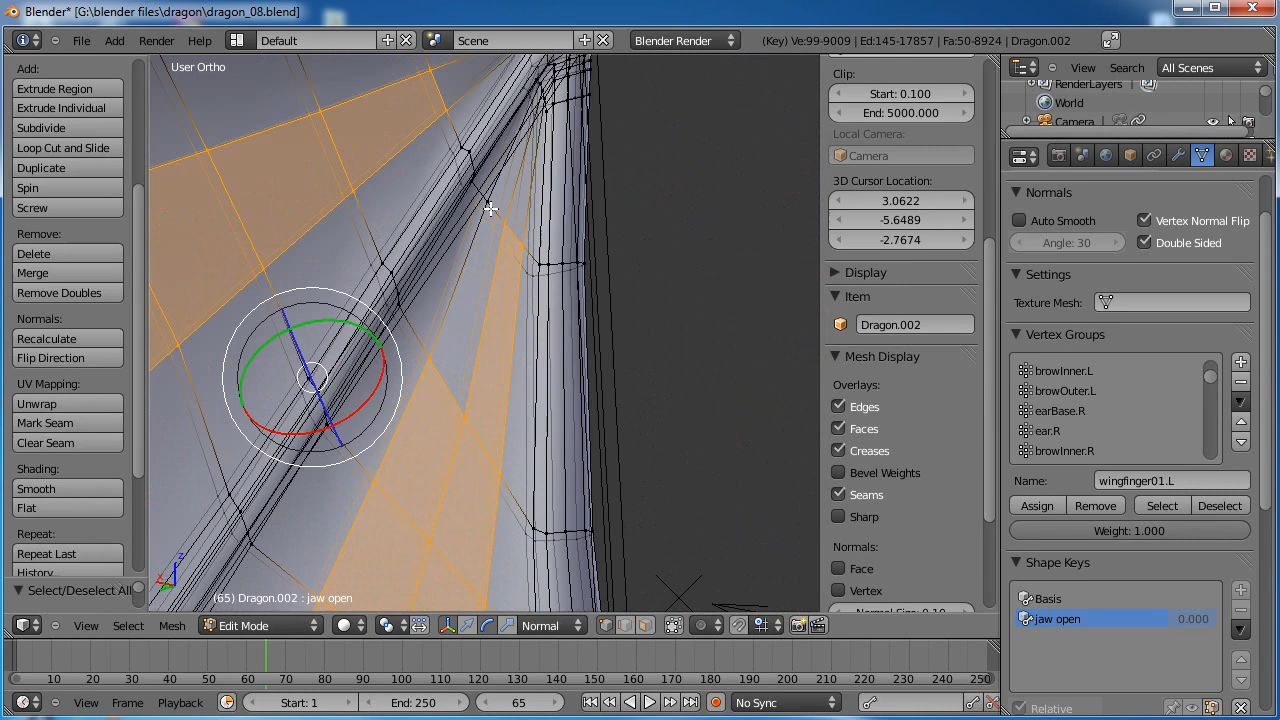 Blender* [G:\blender files\dragon\dragon_08.blend]
File Add Render Help Default Scene Blender Render (Key) Ve:99-9009 | Ed:145-17857 | Fa:50-8924 | Dragon.002
Add:
Extrude Region
Extrude Individual
Subdivide
Loop Cut and Slide
Duplicate
Spin
Screw
Remove:
Delete
Merge
Remove Doubles
Normals:
Recalculate
Flip Direction
UV Mapping:
Unwrap
Mark Seam
Clear Seam
Shading:
Smooth
Flat
Repeat:
Repeat Last
History...
Select/Deselect All
User Ortho
z
x
(65) Dragon.002 : jaw open
Clip:
Start: 0.100
End: 5000.000
Local Camera:
Camera
3D Cursor Location:
3.0622
-5.6489
-2.7674
Display
Item
Dragon.002
Mesh Display
Overlays:
Edges
Faces
Creases
Bevel Weights
Seams
Sharp
Normals:
Face
Vertex
Normal Size: 0.10
View Search All Scenes
RenderLayers
World
Camera
Normals
Auto Smooth Vertex Normal Flip
Angle: 30 Double Sided
Settings
Texture Mesh:
Vertex Groups
browInner.L
browOuter.L
earBase.R
ear.R
browInner.R
Name: wingfinger01.L
Assign Remove Select Deselect
Weight: 1.000
Shape Keys
Basis
jaw open 0.000
Relative
View Select Mesh Edit Mode Normal
0 10 20 30 40 50 60 70 80 90 100 110 120 130 140 150 160 170 180 190 200 210 220 230 240 250
View Frame Playback Start: 1 End: 250 65 No Sync